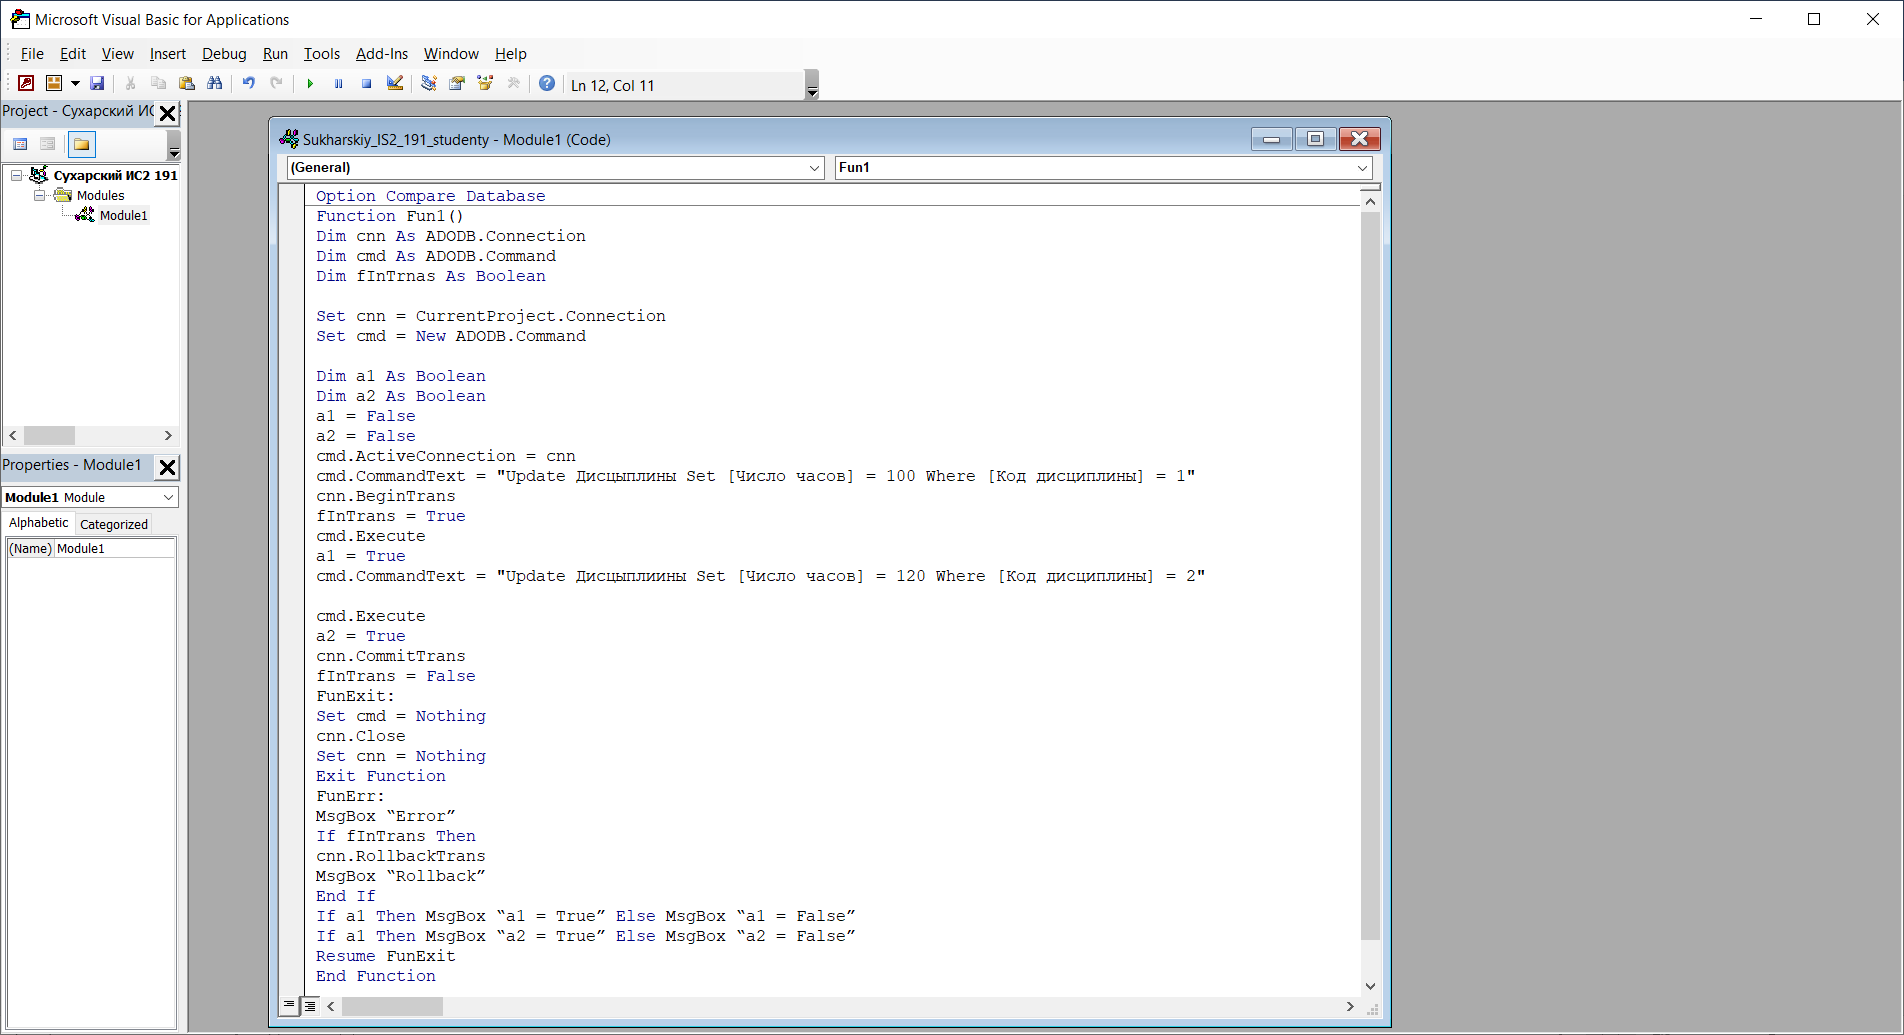 Microsoft Visual Basic for Applications
File Edit View Insert Debug Run Tools Add-Ins Window Help
Ln 12, Col 11
Project - Сухарский ИС
Сухарский ИС2 191
Modules
Module1
Properties - Module1
Module1 Module
Alphabetic Categorized
(Name) Module1
Sukharskiy_IS2_191_studenty - Module1 (Code)
(General) Fun1
Option Compare Database
Function Fun1()
Dim cnn As ADODB.Connection
Dim cmd As ADODB.Command
Dim fInTrnas As Boolean
Set cnn = CurrentProject.Connection
Set cmd = New ADODB.Command
Dim a1 As Boolean
Dim a2 As Boolean
a1 = False
a2 = False
cmd.ActiveConnection = cnn
cmd.CommandText = "Update Дисцыплины Set [Число часов] = 100 Where [Код дисциплины] = 1"
cnn.BeginTrans
fInTrans = True
cmd.Execute
a1 = True
cmd.CommandText = "Update Дисцыплиины Set [Число часов] = 120 Where [Код дисциплины] = 2"
cmd.Execute
a2 = True
cnn.CommitTrans
fInTrans = False
FunExit:
Set cmd = Nothing
cnn.Close
Set cnn = Nothing
Exit Function
FunErr:
MsgBox “Error”
If fInTrans Then
cnn.RollbackTrans
MsgBox “Rollback”
End If
If a1 Then MsgBox “a1 = True” Else MsgBox “a1 = False”
If a1 Then MsgBox “a2 = True” Else MsgBox “a2 = False”
Resume FunExit
End Function